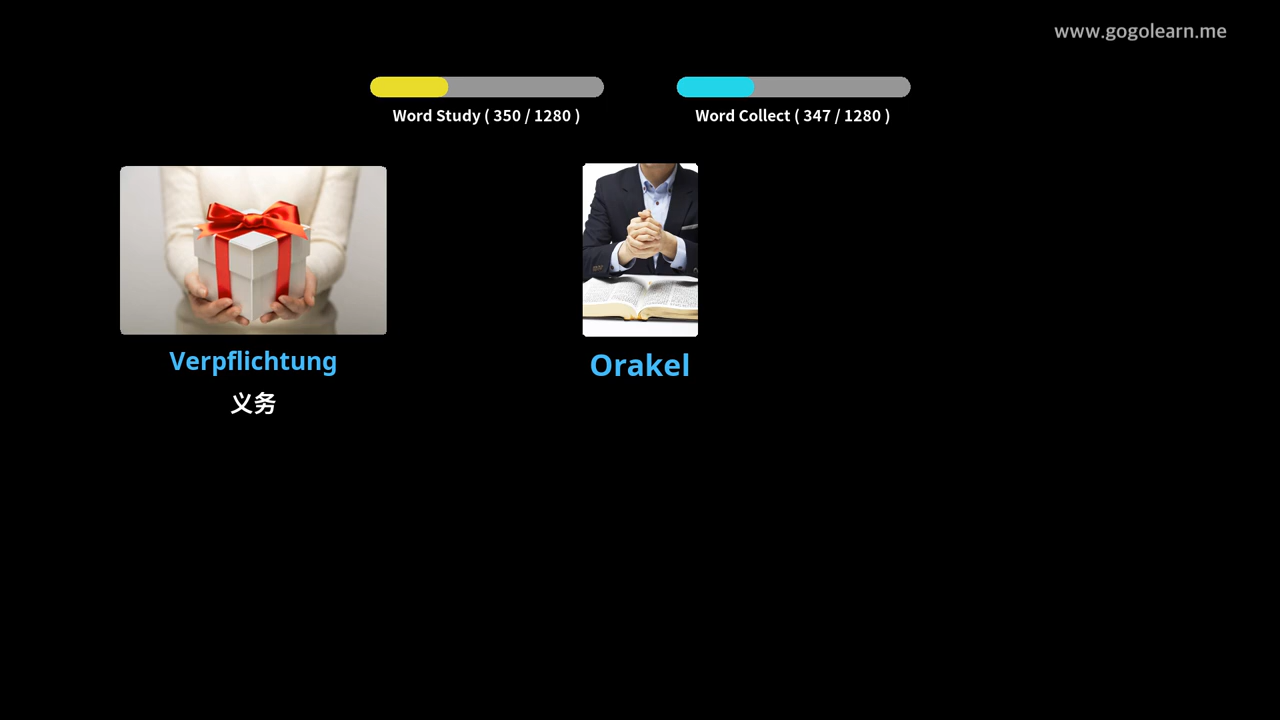 www.gogolearn.me
Word Study ( 350 / 1280 )
Word Collect ( 347 / 1280 )
Verpflichtung
义务
Orakel